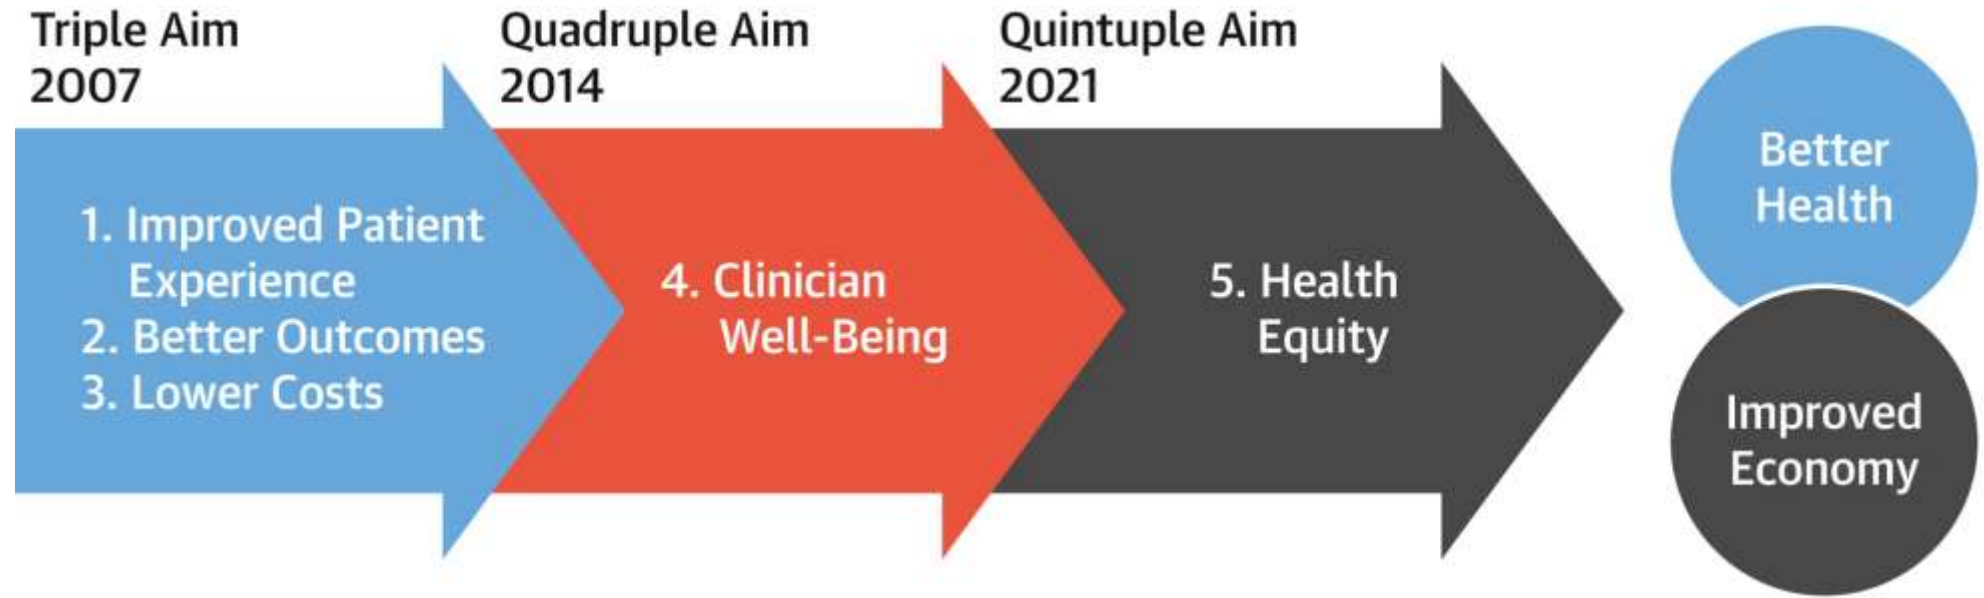 Triple Aim
2007
Quadruple Aim
2014
Quintuple Aim
2021
1. Improved Patient
Experience
2. Better Outcomes
3. Lower Costs
4. Clinician
Well-Being
5. Health
Equity
Better
Health
Improved
Economy